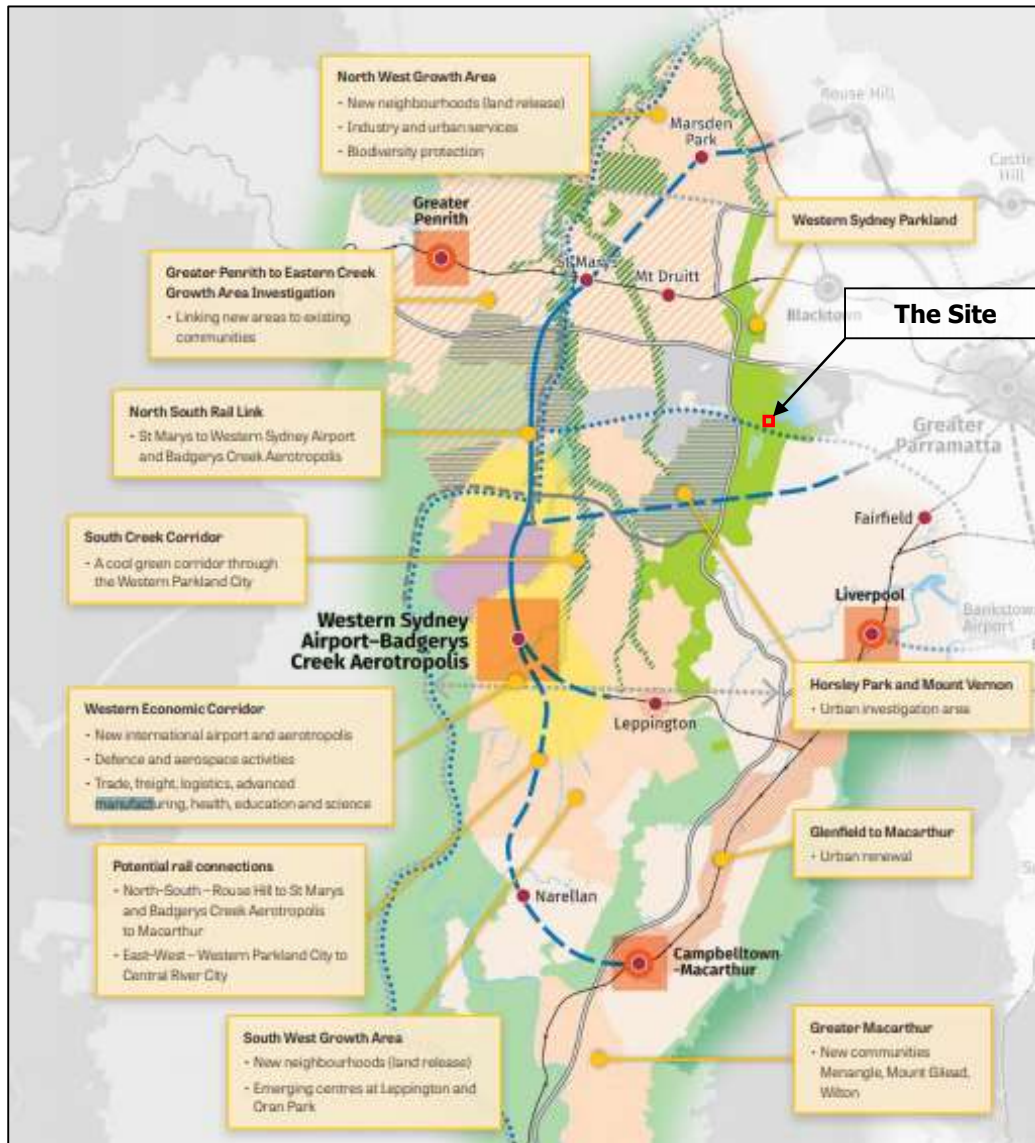 North West Growth Area
- New neighbourhoods (land release)
- Industry and urban services
- Biodiversity protection
Rouse Hill
Marsden
Park
Castle
Hill
Western Sydney Parkland
Greater
Penrith
St Marys
Mt Druitt
Blacktown
The Site
Greater Penrith to Eastern Creek
Growth Area Investigation
- Linking new areas to existing
communities
North South Rail Link
- St Marys to Western Sydney Airport
and Badgerys Creek Aerotropolis
Greater
Parramatta
Fairfield
South Creek Corridor
- A cool green corridor through
the Western Parkland City
Liverpool
Bankstown
Airport
Western Sydney
Airport–Badgerys
Creek Aerotropolis
Horsley Park and Mount Vernon
- Urban investigation area
Leppington
Western Economic Corridor
- New international airport and aerotropolis
- Defence and aerospace activities
- Trade, freight, logistics, advanced
manufacturing, health, education and science
Glenfield to Macarthur
- Urban renewal
Potential rail connections
- North-South – Rouse Hill to St Marys
and Badgerys Creek Aerotropolis
to Macarthur
- East-West – Western Parkland City to
Central River City
Narellan
Campbelltown
-Macarthur
South West Growth Area
- New neighbourhoods (land release)
- Emerging centres at Leppington and
Oran Park
Greater Macarthur
- New communities
Menangle, Mount Gilead,
Wilton